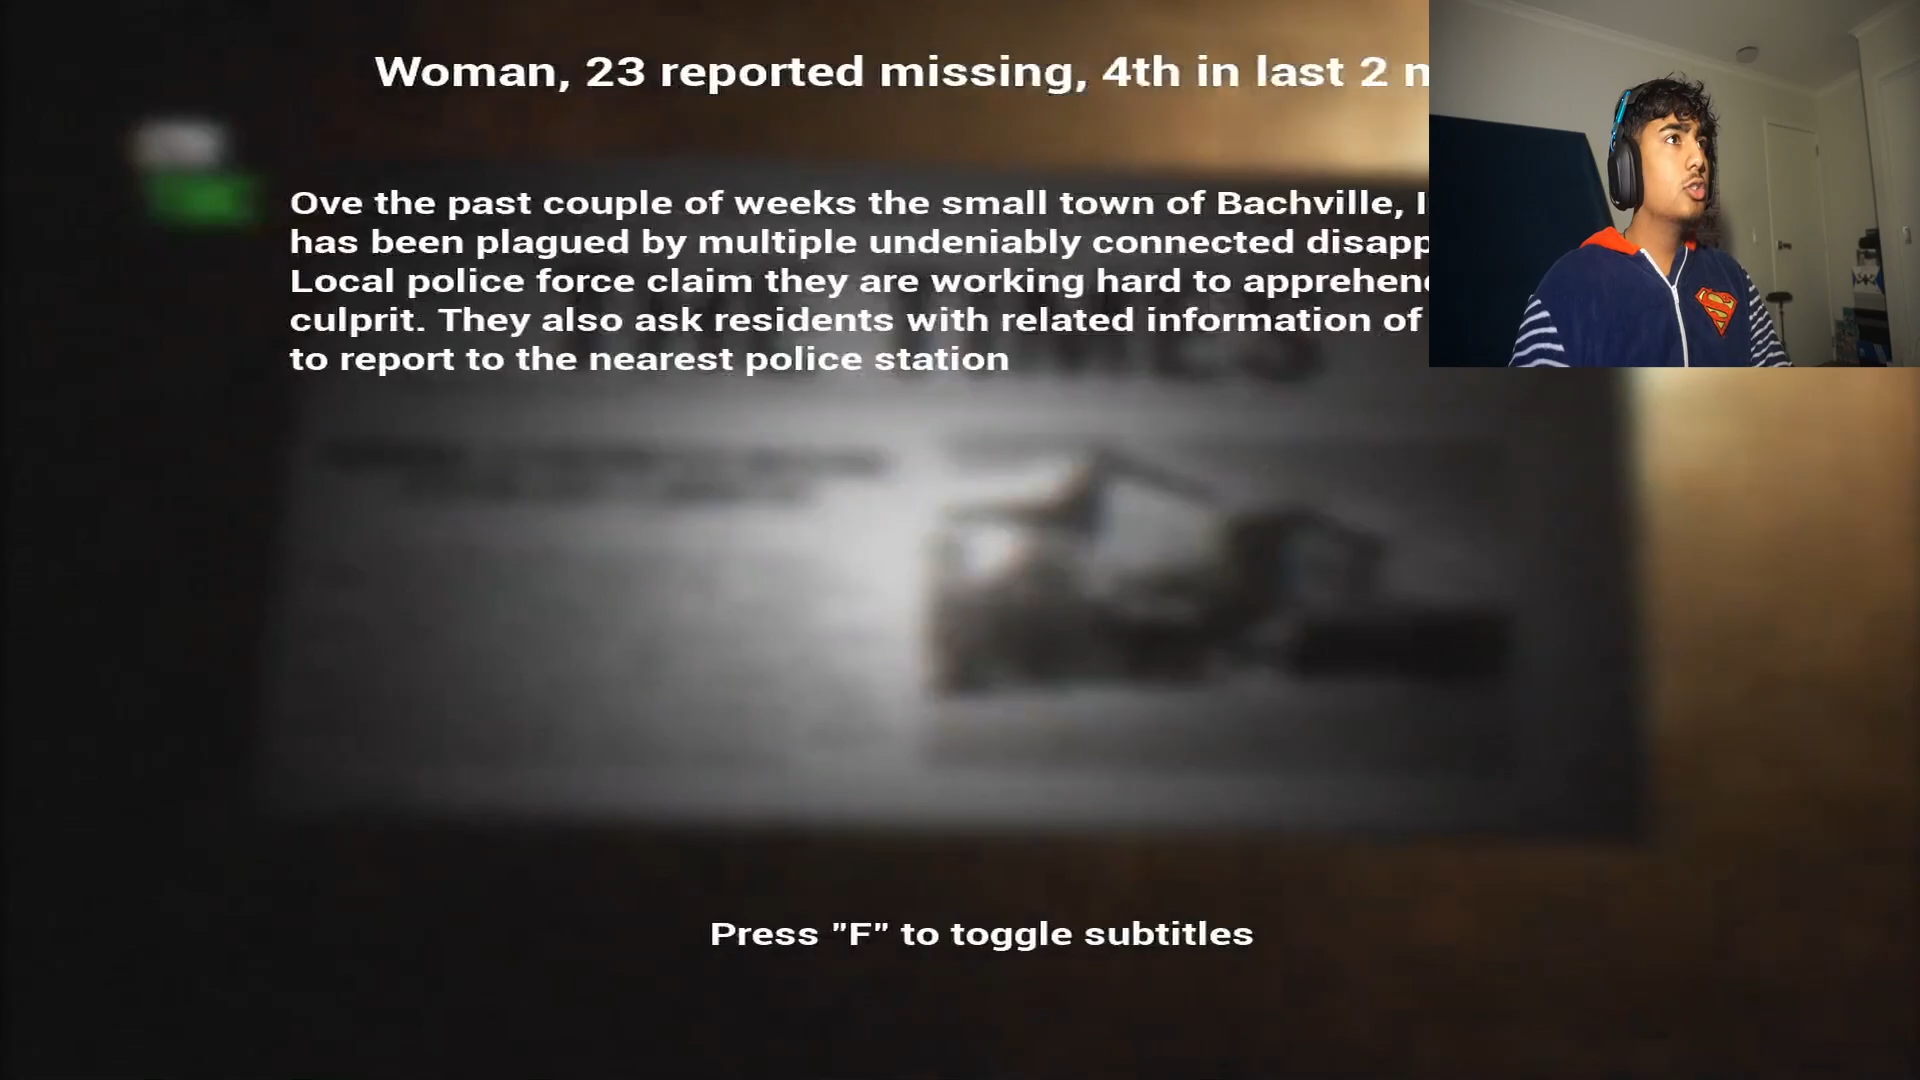 Woman, 23 reported missing, 4th in last 2
Ove the past couple of weeks the small town of Bachville,
has been plagued by multiple undeniably connected
Local police force claim they are working hard to
culprit. They also ask residents with related information of
to report to the nearest police station
Press "F" to toggle subtitles